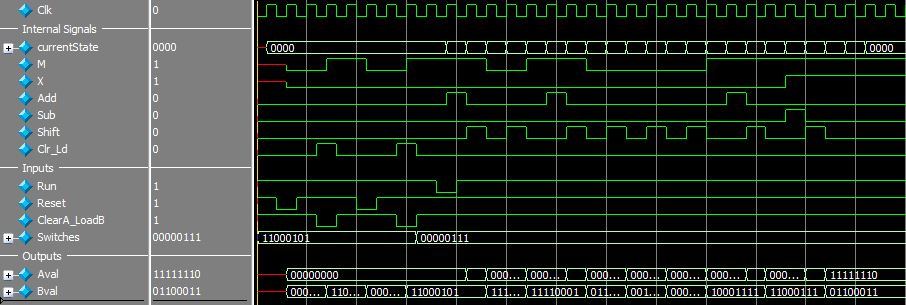 Clk 0
Internal Signals
currentState 0000 0000 0000
M 1
X 1
Add 0
Sub 0
Shift 0
Clr_Ld 0
Inputs
Run 1
Reset 1
ClearA_LoadB 1
Switches 00000111 11000101 00000111
Outputs
Aval 11111110 00000000 000... 000... 000... 000... 000... 000... 000... 11111110
Bval 01100011 000... 110... 000... 11000101 111... 11110001 011... 001... 000... 10001111 11000111 01100011